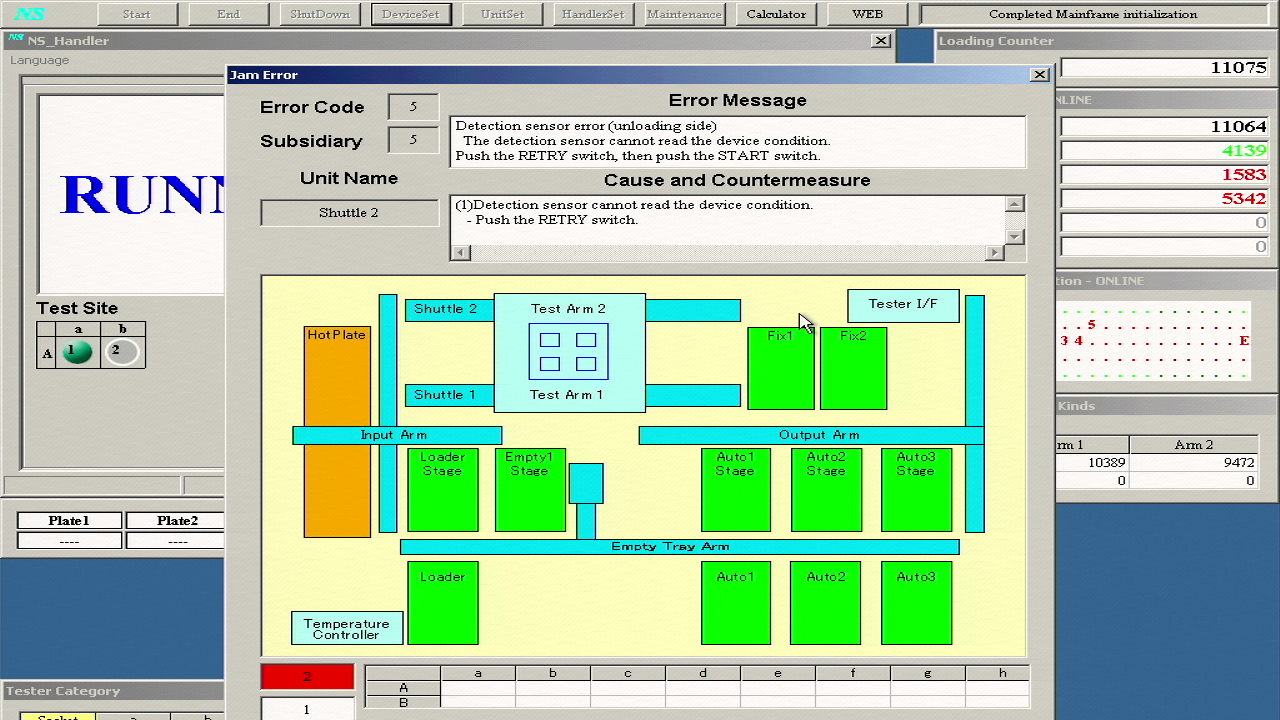 NS
Start
End
ShutDown
DeviceSet
UnitSet
HandlerSet
Maintenance
Calculator
WEB
Completed Mainframe initialization
NS NS_Handler
Loading Counter
Language
11075
NLINE
11064
4139
1583
5342
0
0
RUNN
Test Site
a b
A 1 2
Plate1 Plate2
---- ----
Jam Error
Error Code 5
Subsidiary 5
Unit Name
Shuttle 2
Error Message
Detection sensor error (unloading side)
The detection sensor cannot read the device condition.
Push the RETRY switch, then push the START switch.
Cause and Countermeasure
(1)Detection sensor cannot read the device condition.
- Push the RETRY switch.
Shuttle 2
Test Arm 2
Tester I/F
HotPlate
Fix1
Fix2
Shuttle 1
Test Arm 1
Input Arm
Output Arm
Loader
Stage
Empty1
Stage
Auto1
Stage
Auto2
Stage
Auto3
Stage
Empty Tray Arm
Loader
Auto1
Auto2
Auto3
Temperature
Controller
2
1
a b c d e f g h
A
B
tion - ONLINE
5
3 4 E
Kinds
rm 1 Arm 2
10389 9472
0 0
Tester Category